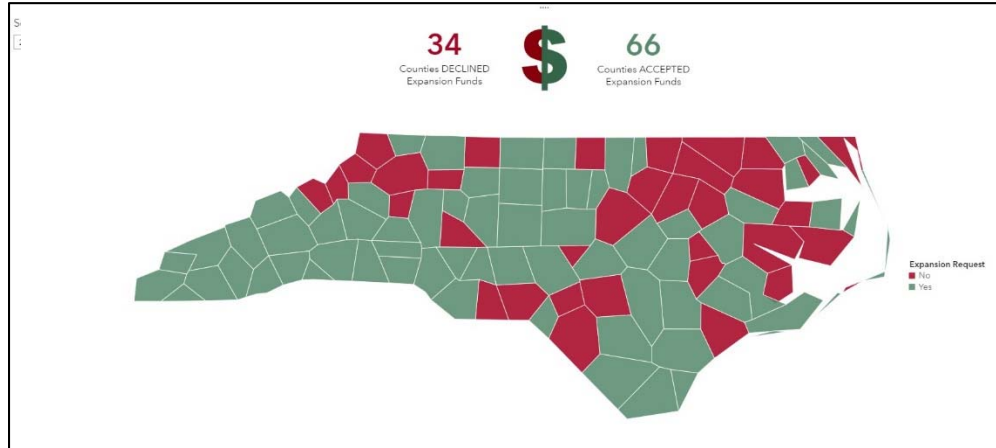 34
Counties DECLINED
Expansion Funds
$
66
Counties ACCEPTED
Expansion Funds
Expansion Request
No
Yes